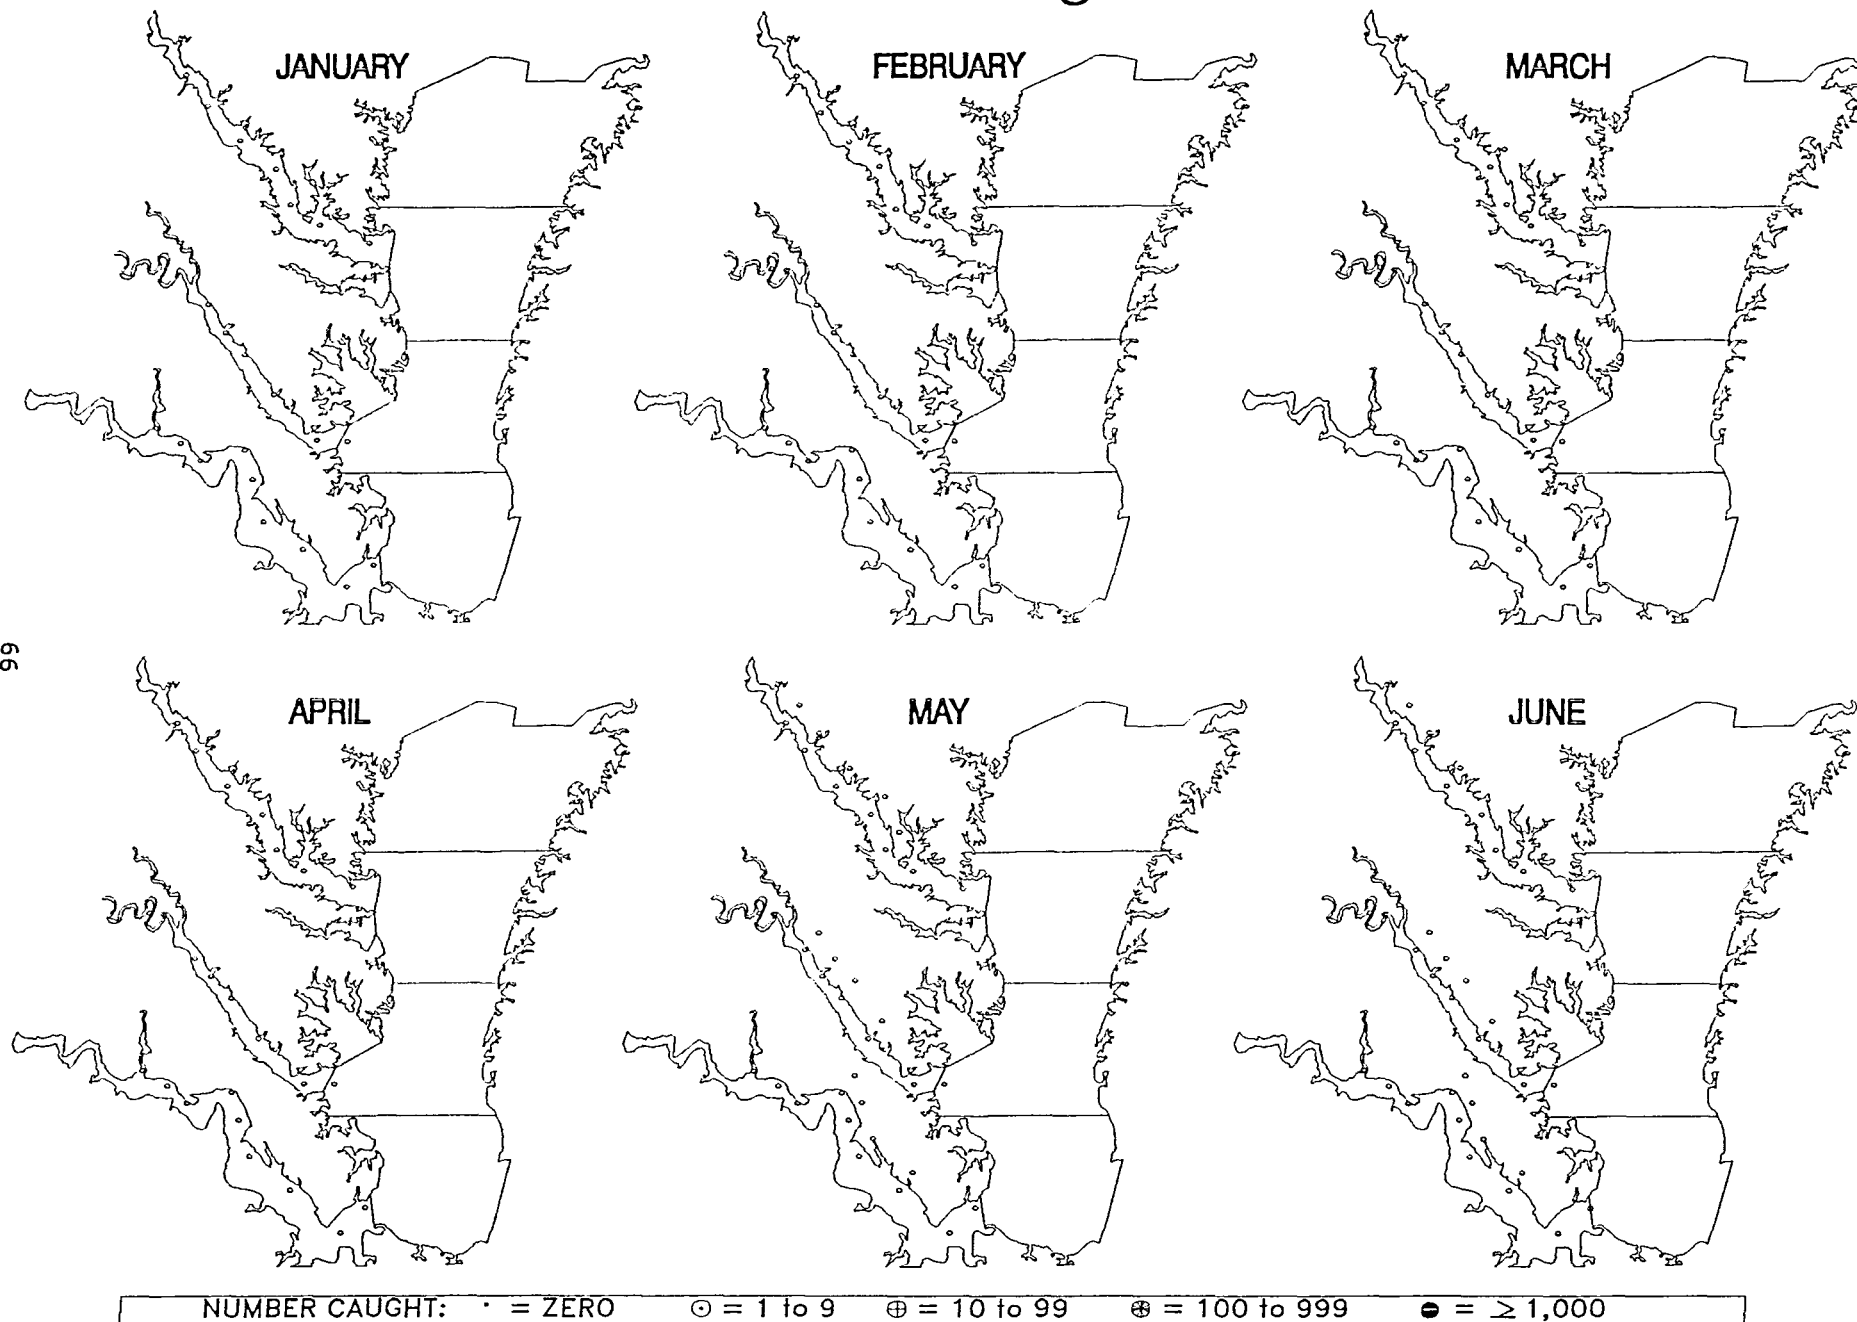 JANUARY FEBRUARY MARCH
99
APRIL MAY JUNE
NUMBER CAUGHT: · = ZERO ⊙ = 1 to 9 ⊕ = 10 to 99 ⊛ = 100 to 999 ⊖ = ≥ 1,000